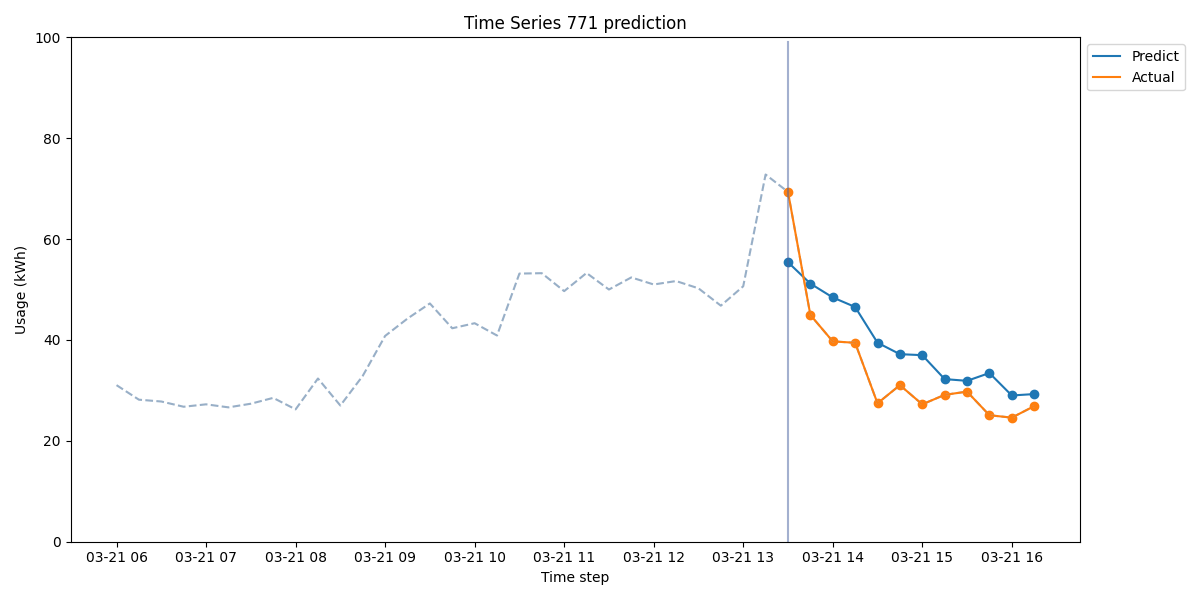 Time Series 771 prediction
Predict
Actual
Usage (kWh)
100
80
60
40
20
0
03-21 06 03-21 07 03-21 08 03-21 09 03-21 10 03-21 11 03-21 12 03-21 13 03-21 14 03-21 15 03-21 16
Time step